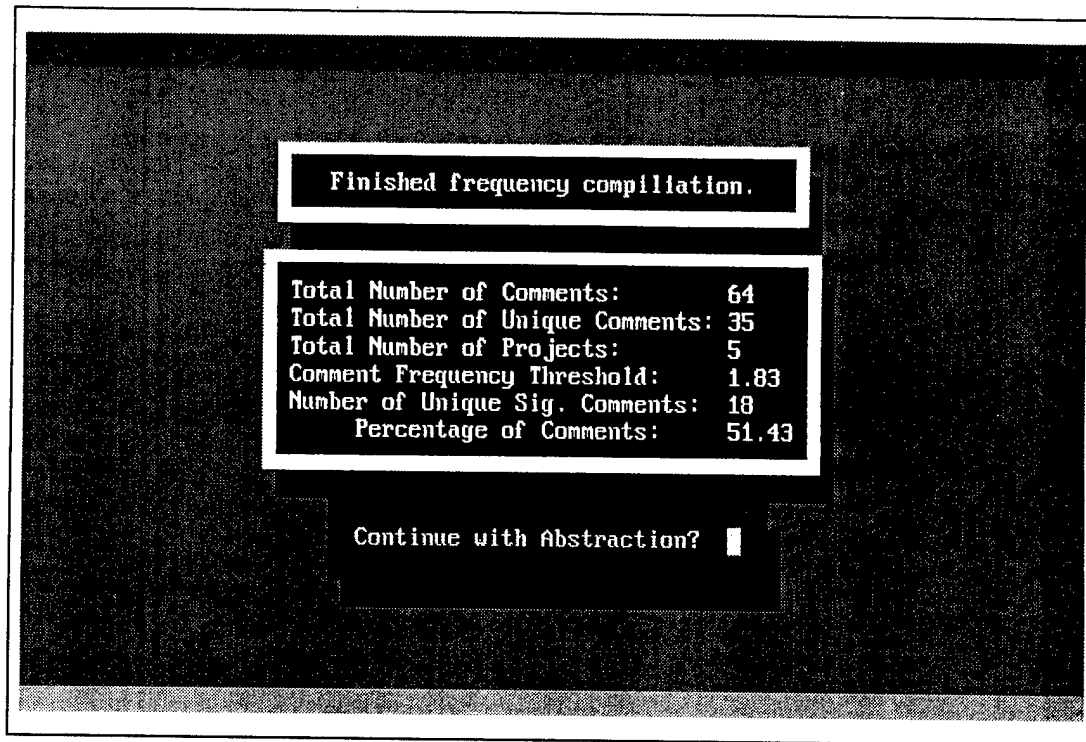 Finished frequency compilliation.
Total Number of Comments: 64
Total Number of Unique Comments: 35
Total Number of Projects: 5
Comment Frequency Threshold: 1.83
Number of Unique Sig. Comments: 18
Percentage of Comments: 51.43
Continue with Abstraction?